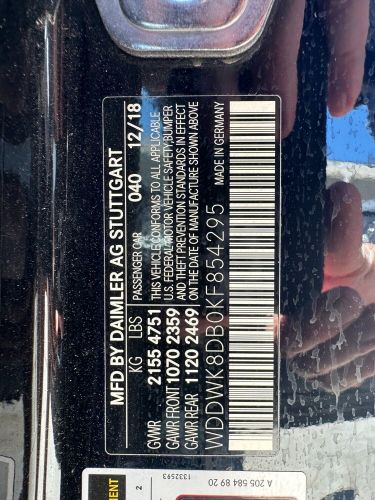 MFD BY DAIMLER AG STUTTGART
KG LBS PASSENGER CAR 040 12/18
GVWR 2155 4751 THIS VEHICLE CONFORMS TO ALL APPLICABLE
GAWR FRONT 1070 2359 U.S. FEDERAL MOTOR VEHICLE SAFETY,BUMPER
GAWR REAR 1120 2469 AND THEFT PREVENTION STANDARDS IN EFFECT
ON THE DATE OF MANUFACTURE SHOWN ABOVE
WDDWK8DB0KF854295 MADE IN GERMANY
1332593
A 205 584 89 20
2